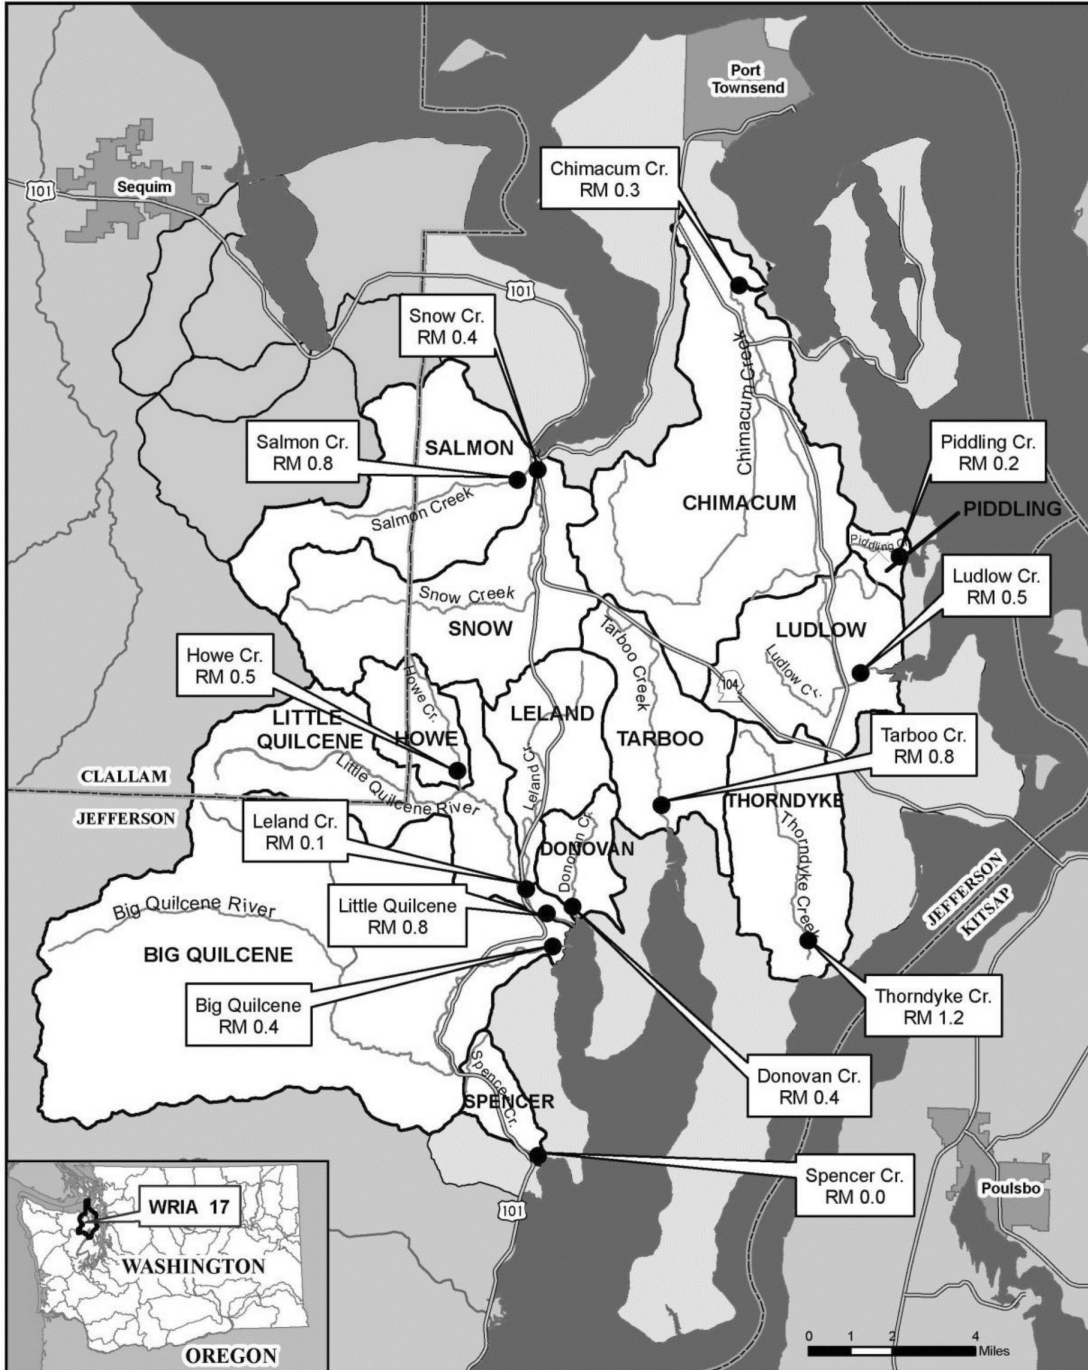 Port
Townsend
Chimacum Cr.
RM 0.3
101
Sequim
101
Snow Cr.
RM 0.4
Chimacum Creek
Salmon Cr.
RM 0.8
SALMON
Piddling Cr.
RM 0.2
Salmon Creek
CHIMACUM
PIDDLING
Piddling Cr.
Ludlow Cr.
RM 0.5
Snow Creek
SNOW
Tarboo Creek
LUDLOW
Howe Cr.
RM 0.5
Howe Cr.
Ludlow Cr.
104
LITTLE
QUILCENE
HOWE
LELAND
TARBOO
Tarboo Cr.
RM 0.8
Leland Cr.
CLALLAM
JEFFERSON
Little Quilcene River
THORNDYKE
Leland Cr.
RM 0.1
Donovan Cr.
DONOVAN
Thorndyke Creek
JEFFERSON
KITSAP
Big Quilcene River
Little Quilcene
RM 0.8
BIG QUILCENE
Big Quilcene
RM 0.4
Thorndyke Cr.
RM 1.2
Spencer Cr.
SPENCER
Donovan Cr.
RM 0.4
Spencer Cr.
RM 0.0
Poulsbo
101
WRIA 17
WASHINGTON
OREGON
0 1 2 4
Miles